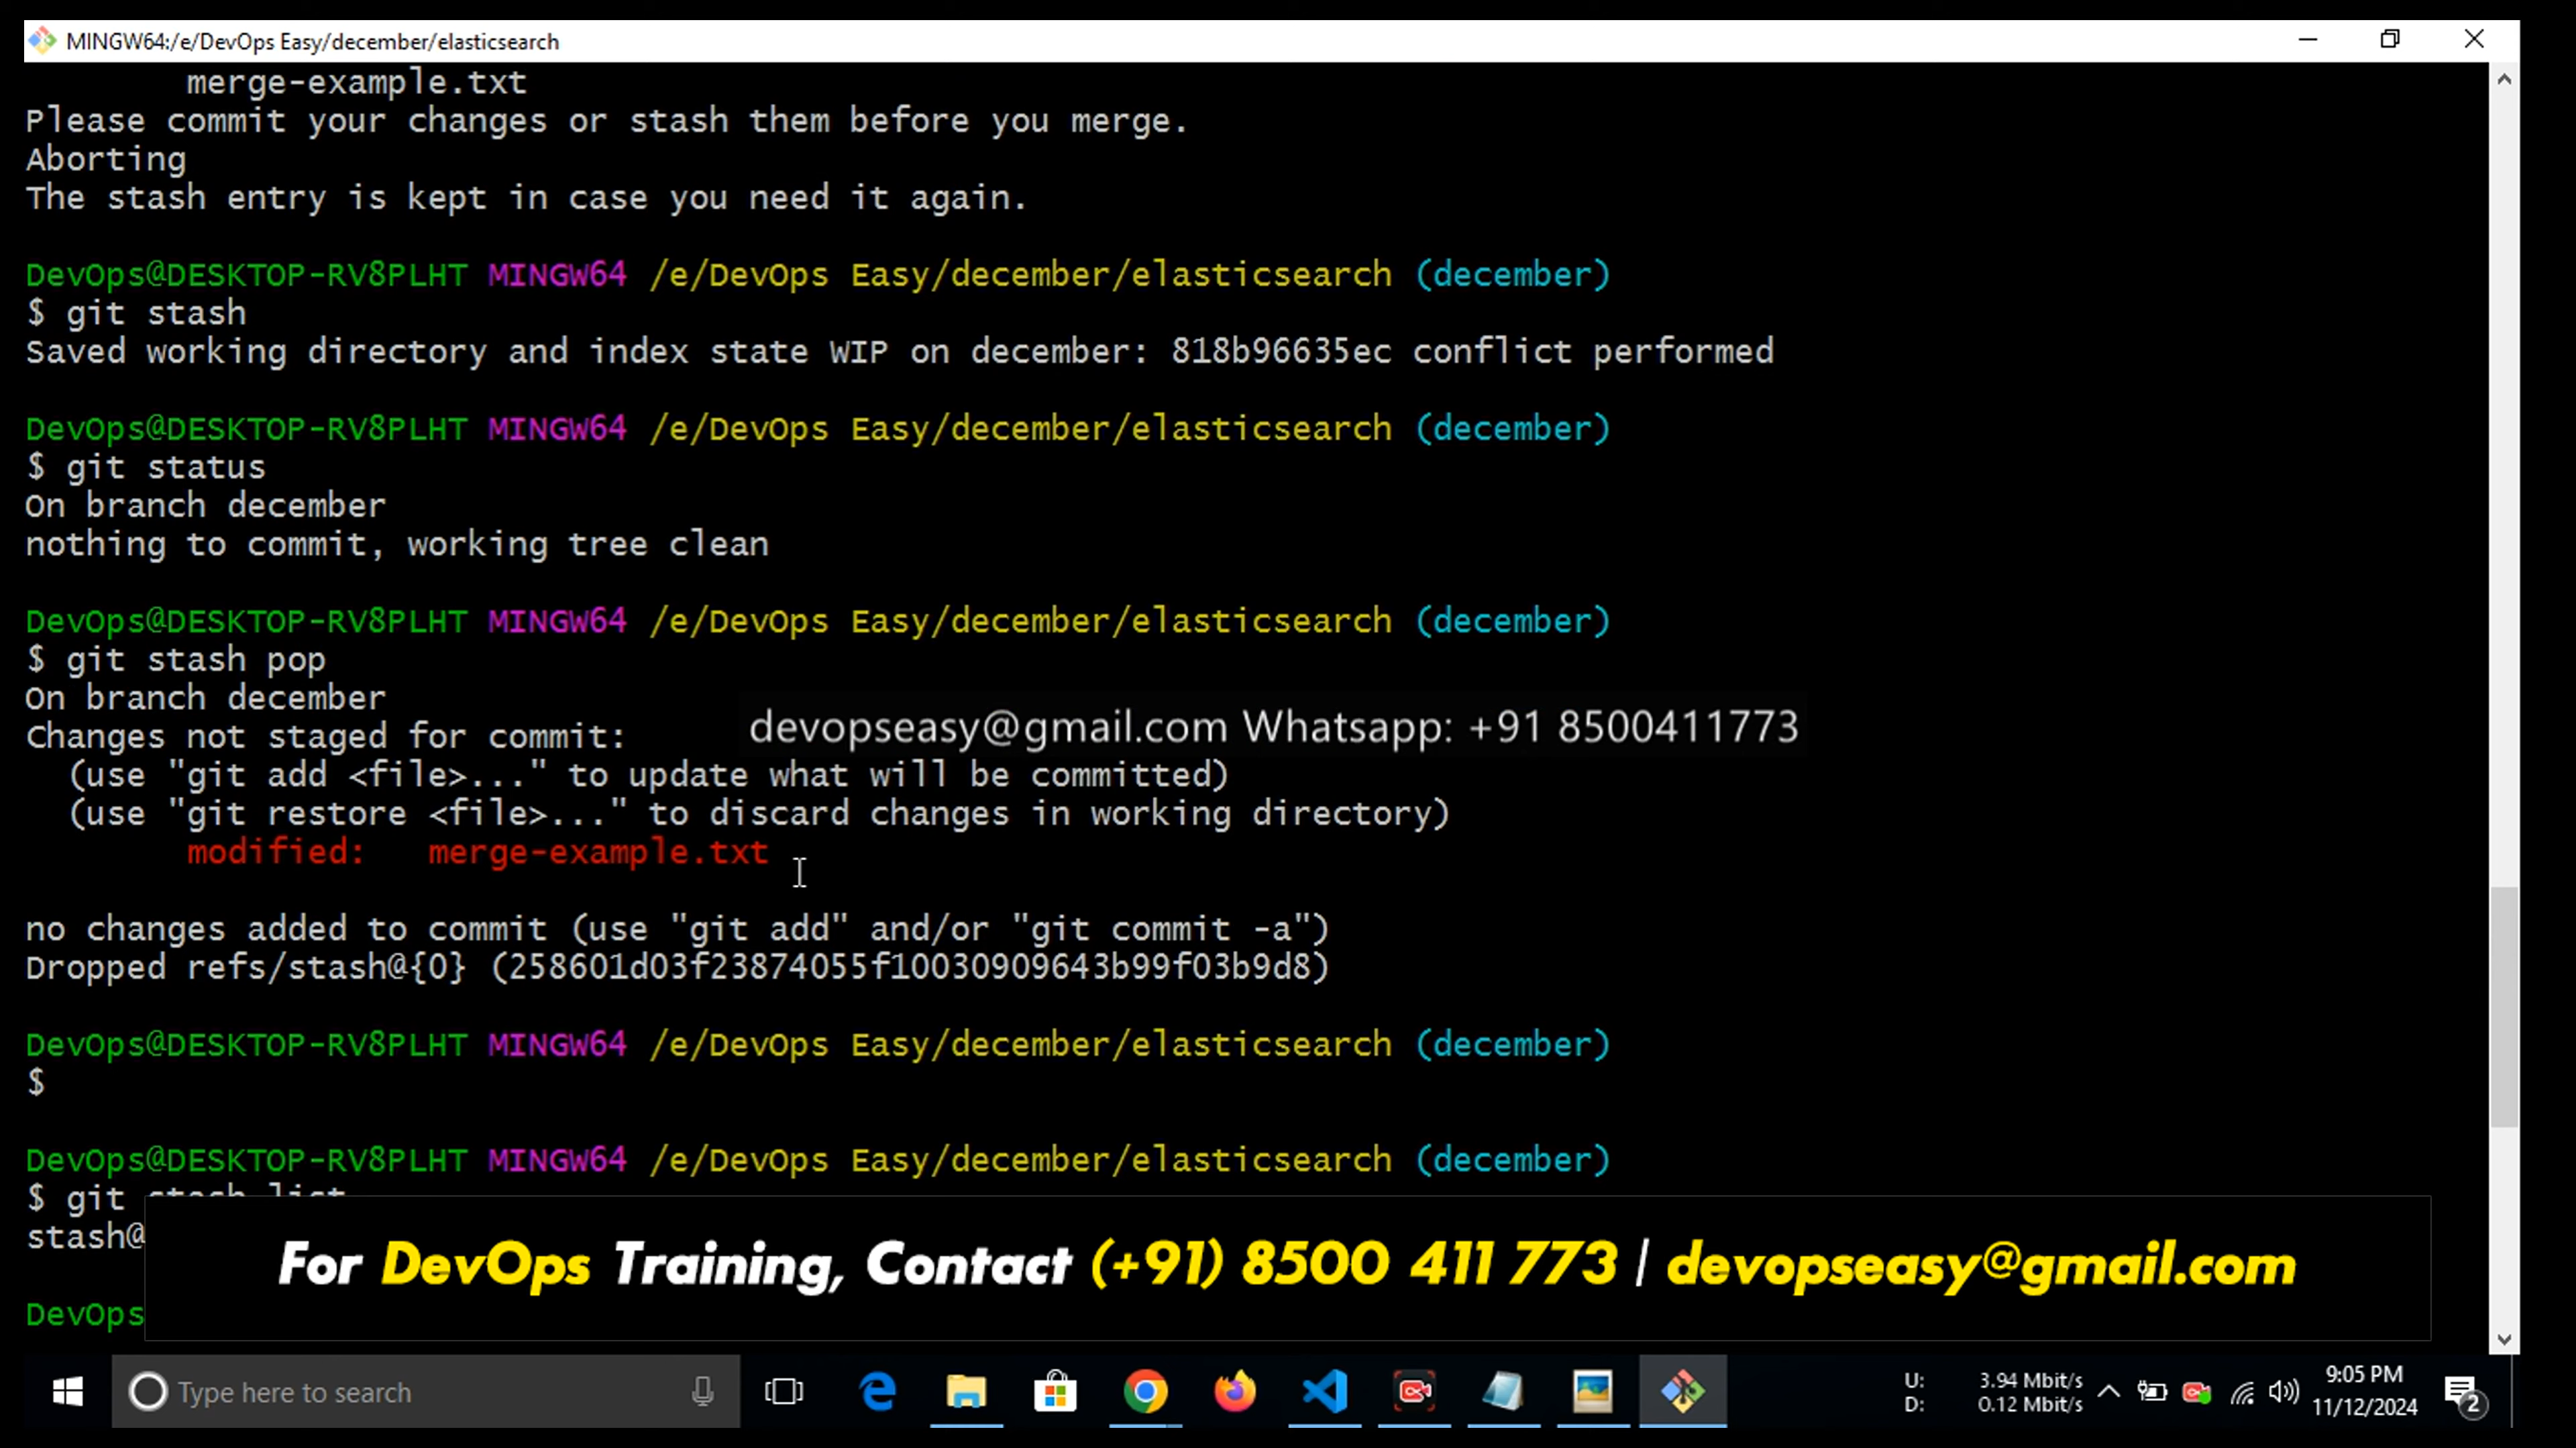 MINGW64:/e/DevOps Easy/december/elasticsearch
merge-example.txt
Please commit your changes or stash them before you merge.
Aborting
The stash entry is kept in case you need it again.
DevOps@DESKTOP-RV8PLHT MINGW64 /e/DevOps Easy/december/elasticsearch (december)
$ git stash
Saved working directory and index state WIP on december: 818b96635ec conflict performed
DevOps@DESKTOP-RV8PLHT MINGW64 /e/DevOps Easy/december/elasticsearch (december)
$ git status
On branch december
nothing to commit, working tree clean
DevOps@DESKTOP-RV8PLHT MINGW64 /e/DevOps Easy/december/elasticsearch (december)
$ git stash pop
On branch december
devopseasy@gmail.com Whatsapp: +91 8500411773
Changes not staged for commit:
(use "git add <file>..." to update what will be committed)
(use "git restore <file>..." to discard changes in working directory)
modified:   merge-example.txt
no changes added to commit (use "git add" and/or "git commit -a")
Dropped refs/stash@{0} (258601d03f23874055f10030909643b99f03b9d8)
DevOps@DESKTOP-RV8PLHT MINGW64 /e/DevOps Easy/december/elasticsearch (december)
$
DevOps@DESKTOP-RV8PLHT MINGW64 /e/DevOps Easy/december/elasticsearch (december)
$ git stash list
stash@
For DevOps Training, Contact (+91) 8500 411 773 | devopseasy@gmail.com
DevOps
Type here to search
U: 3.94 Mbit/s
D: 0.12 Mbit/s
9:05 PM
11/12/2024
2